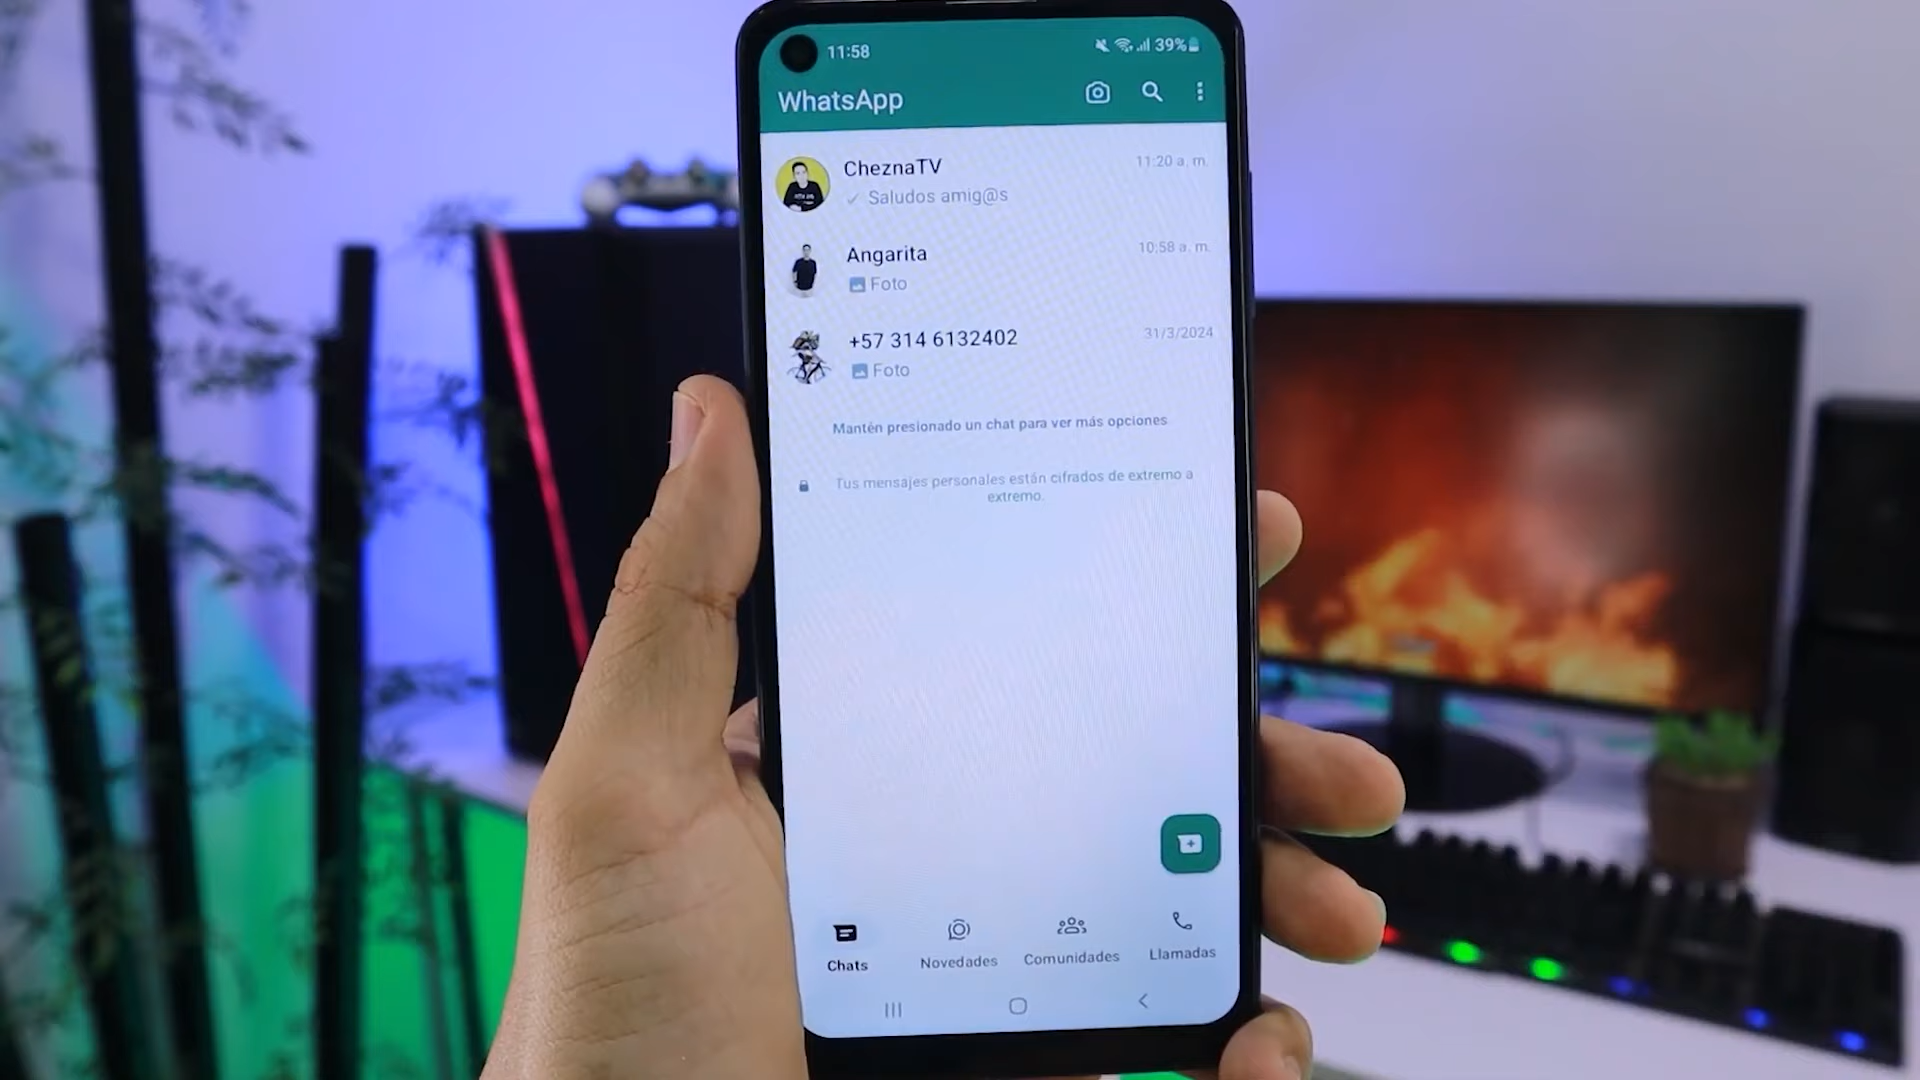 11:58
39%
WhatsApp
CheznaTV
11:20 a. m.
Saludos amig@s
Angarita
10:58 a. m.
Foto
+57 314 6132402
31/3/2024
Foto
Mantén presionado un chat para ver más opciones
Tus mensajes personales están cifrados de extremo a
extremo.
Chats
Novedades
Comunidades
Llamadas